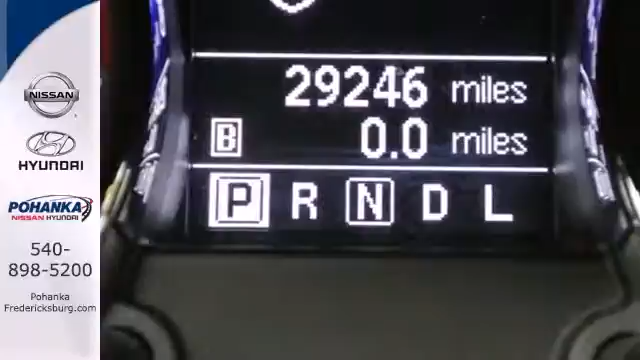 NISSAN
HYUNDAI
POHANKA
NISSAN HYUNDAI
540-
898-5200
Pohanka
Fredericksburg.com
29246 miles
B 0.0 miles
P R N D L